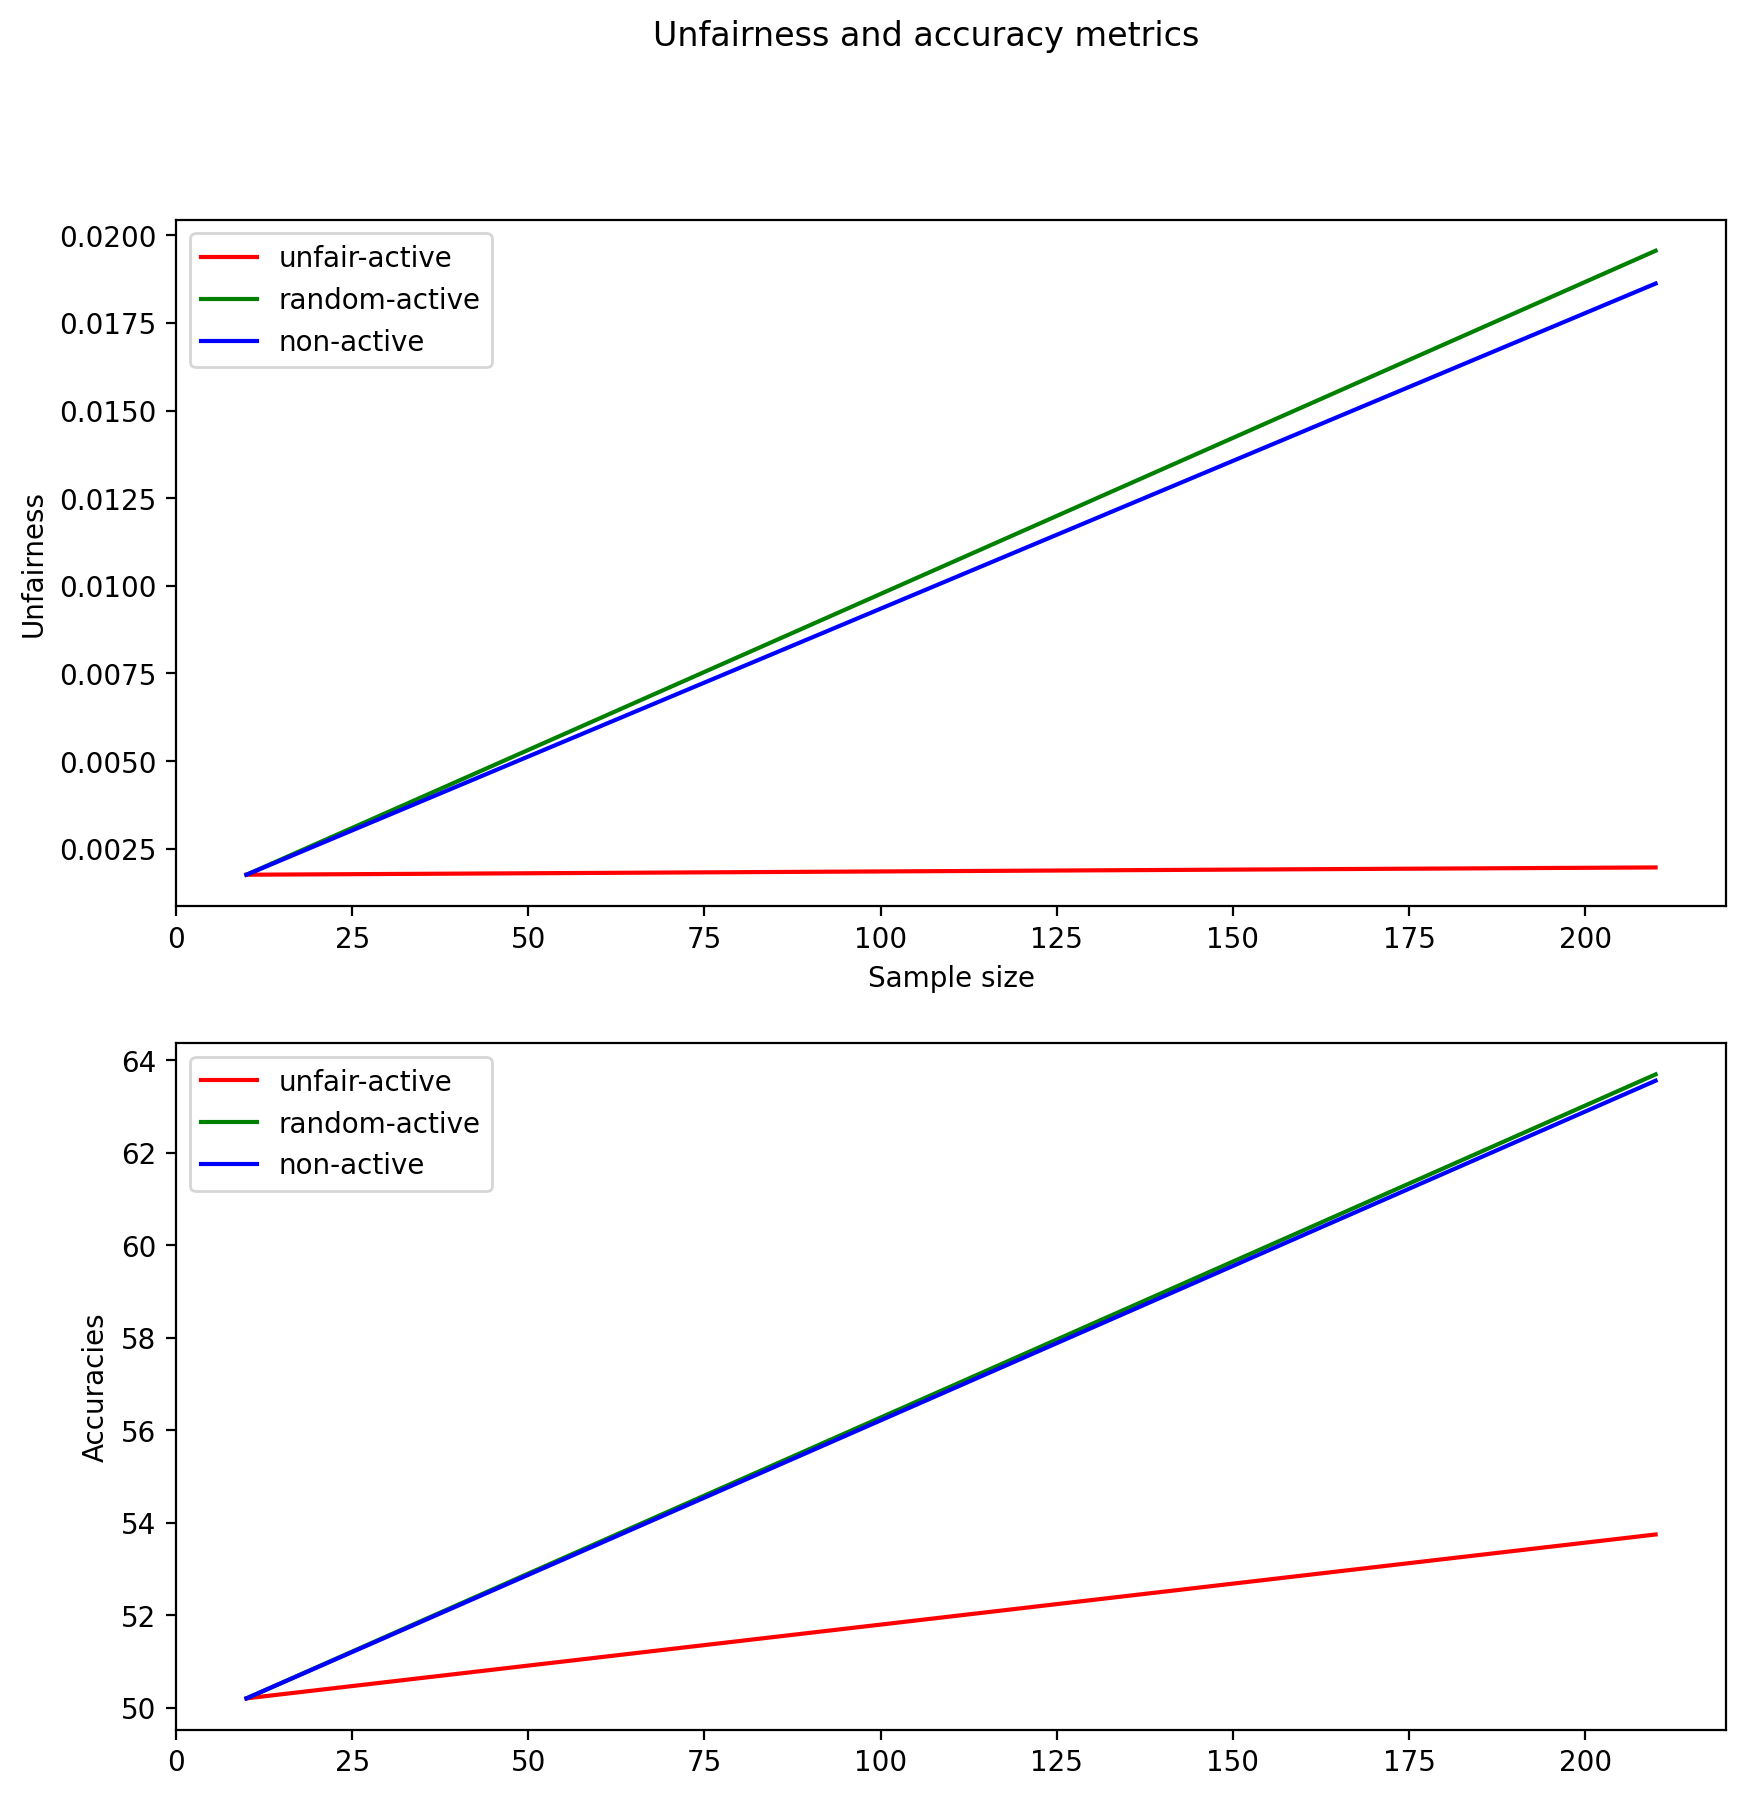 Unfairness and accuracy metrics
unfair-active
random-active
non-active
0.0200
0.0175
0.0150
0.0125
0.0100
0.0075
0.0050
0.0025
Unfairness
0 25 50 75 100 125 150 175 200
Sample size
unfair-active
random-active
non-active
64
62
60
58
56
54
52
50
Accuracies
0 25 50 75 100 125 150 175 200